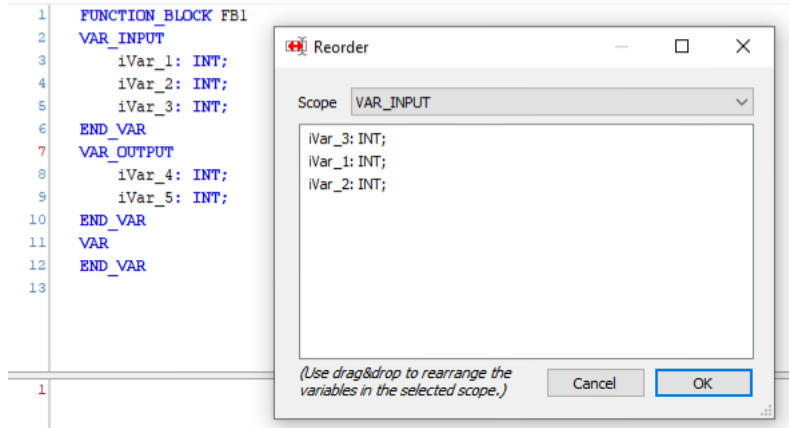 1 FUNCTION_BLOCK FB1
2 VAR_INPUT
3 iVar_1: INT;
4 iVar_2: INT;
5 iVar_3: INT;
6 END_VAR
7 VAR_OUTPUT
8 iVar_4: INT;
9 iVar_5: INT;
10 END_VAR
11 VAR
12 END_VAR
13
1
Reorder
Scope VAR_INPUT
iVar_3: INT;
iVar_1: INT;
iVar_2: INT;
(Use drag&drop to rearrange the
variables in the selected scope.)
Cancel OK